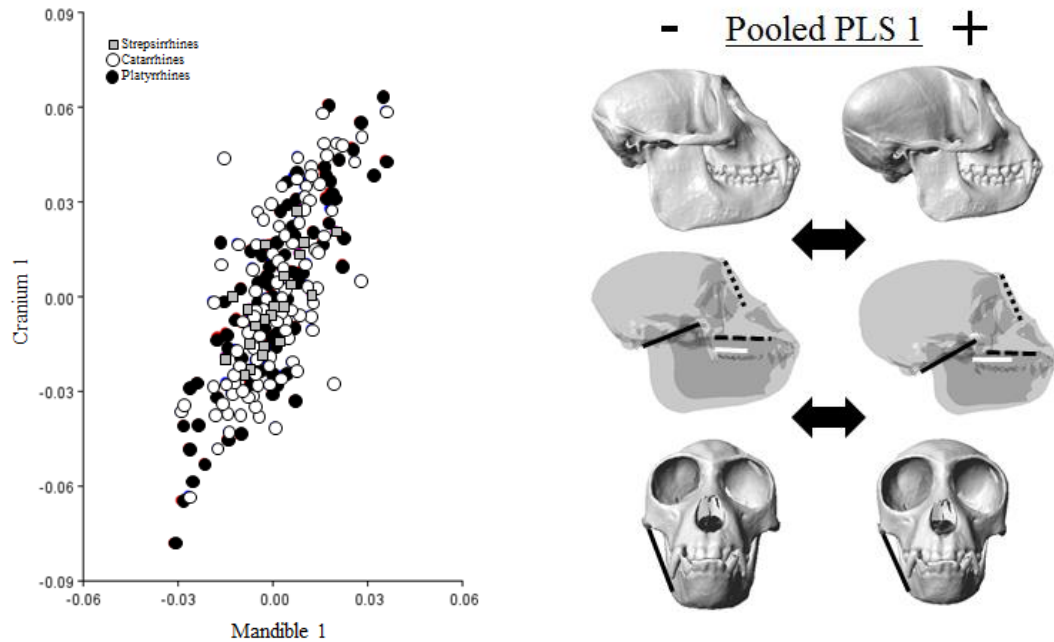 0.09
Strepsirrhines
Catarrhines
Platyrrhines
0.06
0.03
0.00
-0.03
-0.06
-0.09
-0.06
-0.03
0.00
0.03
0.06
Cranium 1
Mandible 1
- Pooled PLS 1 +